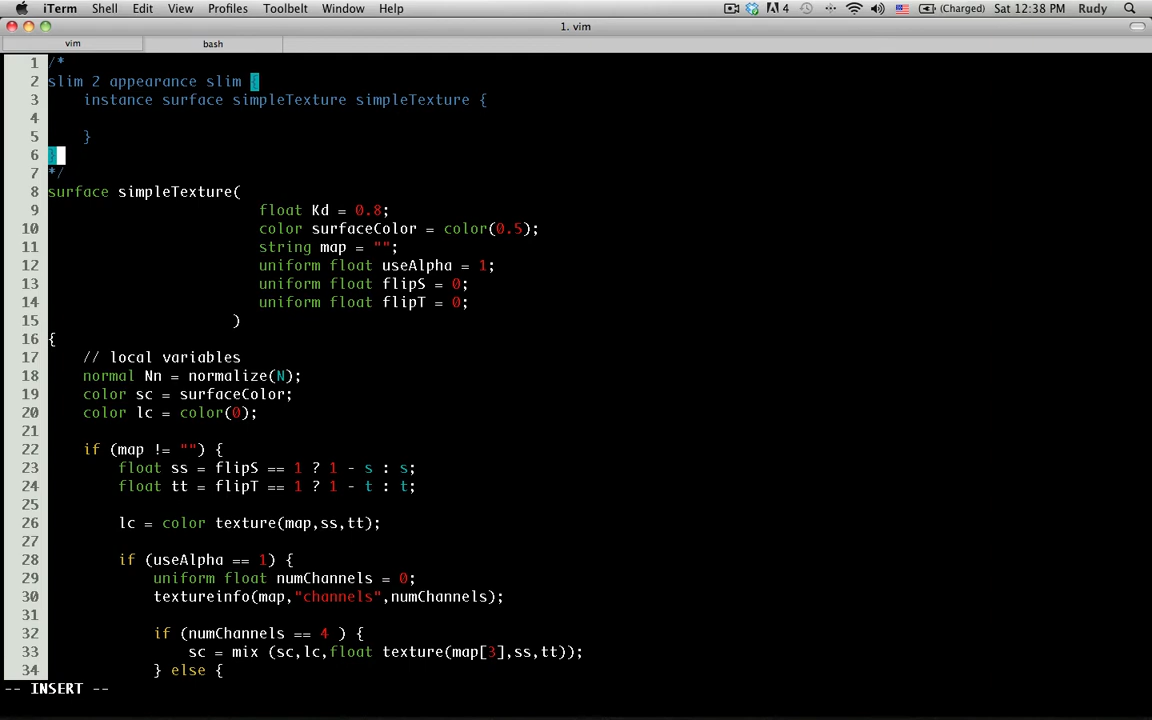 iTerm Shell Edit View Profiles Toolbelt Window Help 4 (Charged) Sat 12:38 PM Rudy
1. vim
vim bash
1 /*
2 slim 2 appearance slim {
3 instance surface simpleTexture simpleTexture {
4
5 }
6 }
7 */
8 surface simpleTexture(
9 float Kd = 0.8;
10 color surfaceColor = color(0.5);
11 string map = "";
12 uniform float useAlpha = 1;
13 uniform float flipS = 0;
14 uniform float flipT = 0;
15 )
16 {
17 // local variables
18 normal Nn = normalize(N);
19 color sc = surfaceColor;
20 color lc = color(0);
21
22 if (map != "") {
23 float ss = flipS == 1 ? 1 - s : s;
24 float tt = flipT == 1 ? 1 - t : t;
25
26 lc = color texture(map,ss,tt);
27
28 if (useAlpha == 1) {
29 uniform float numChannels = 0;
30 textureinfo(map,"channels",numChannels);
31
32 if (numChannels == 4 ) {
33 sc = mix (sc,lc,float texture(map[3],ss,tt));
34 } else {
-- INSERT --